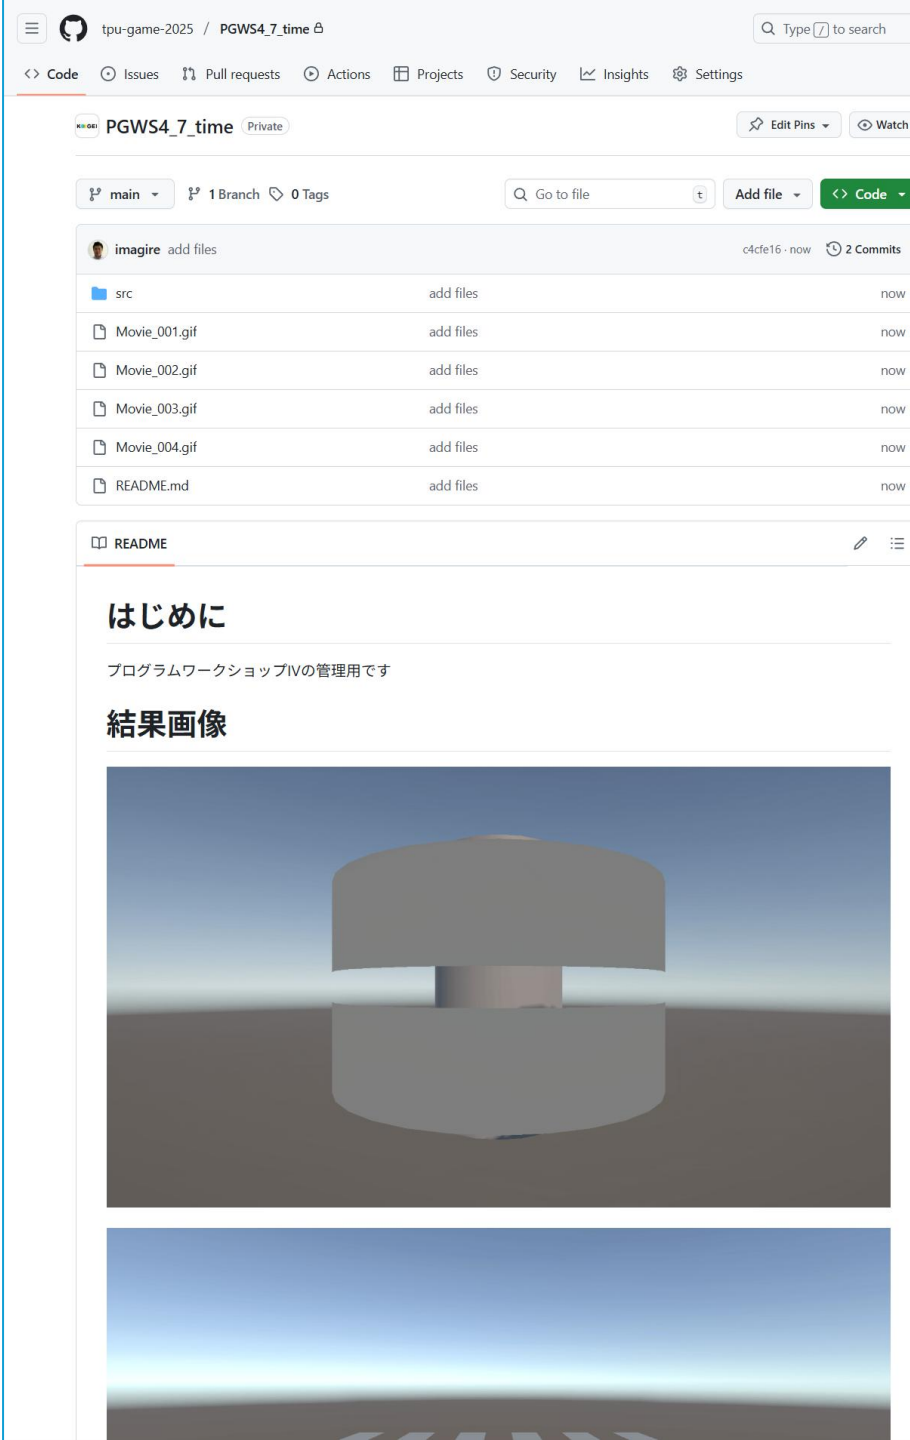 tpu-game-2025 / PGWS4_7_time
Type / to search
Code Issues Pull requests Actions Projects Security Insights Settings
KOUGEI PGWS4_7_time Private
Edit Pins Watch
main 1 Branch 0 Tags
Go to file t Add file Code
imagire add files c4cfe16 · now 2 Commits
src add files now
Movie_001.gif add files now
Movie_002.gif add files now
Movie_003.gif add files now
Movie_004.gif add files now
README.md add files now
README
はじめに
プログラムワークショップIVの管理用です
結果画像